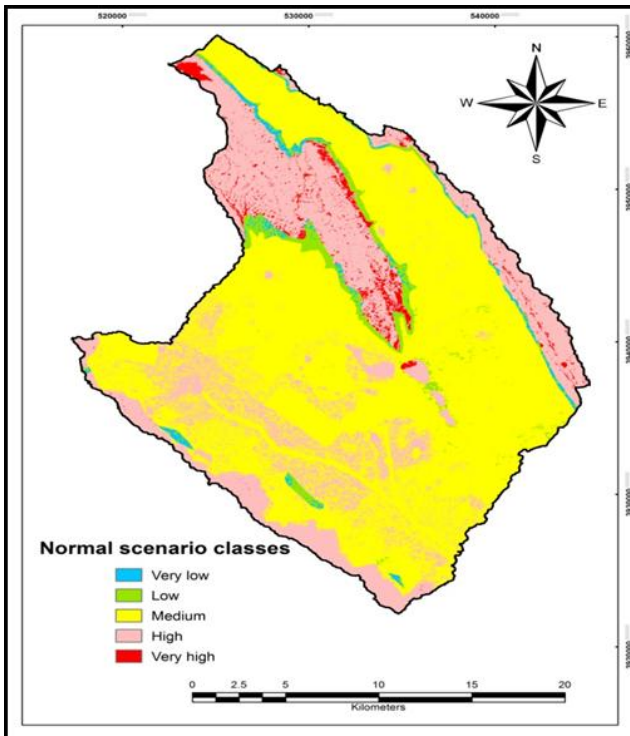 520000 530000 540000
N
W E
S
Normal scenario classes
Very low
Low
Medium
High
Very high
0 2.5 5 10 15 20
Kilometers